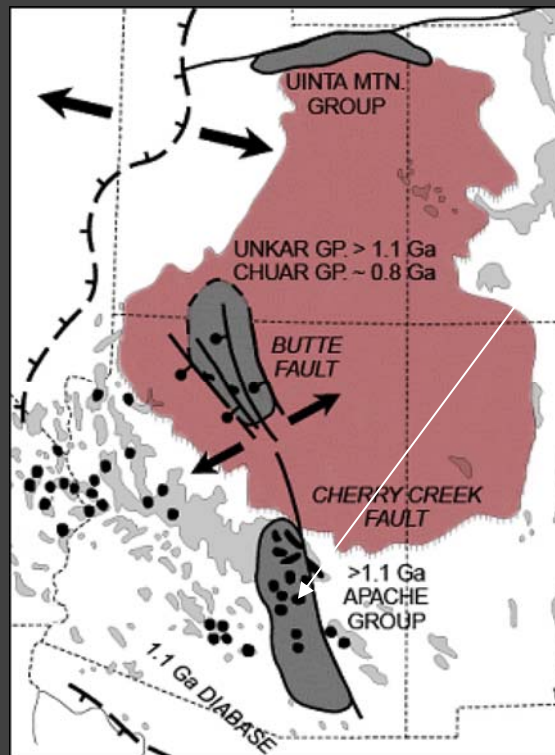 UINTA MTN.
GROUP
UNKAR GP. > 1.1 Ga
CHUAR GP. ~ 0.8 Ga
BUTTE
FAULT
CHERRY CREEK
FAULT
>1.1 Ga
APACHE
GROUP
1.1 Ga DIABASE